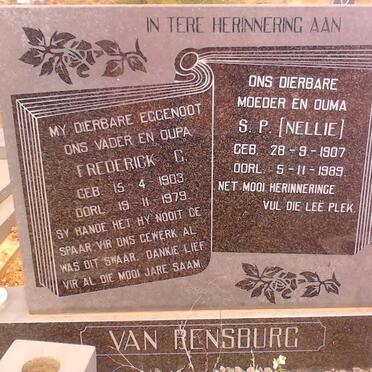 IN TERE HERINNERING AAN
MY DIERBARE EGGENOOT
ONS VADER EN OUPA
FREDERICK C.
GEB. 15 4 1903
OORL. 19 11 1979
SY HANDE HET HY NOOIT GE
SPAAR VIR ONS GEWERK AL
WAS DIT SWAAR. DANKIE LIEF
VIR AL DIE MOOI JARE SAAM.
ONS DIERBARE
MOEDER EN OUMA
S. P. [NELLIE]
GEB. 28 - 9 - 1907
OORL. 5 - 11 - 1989
NET MOOI HERINNERINGE
VUL DIE LEË PLEK.
VAN RENSBURG